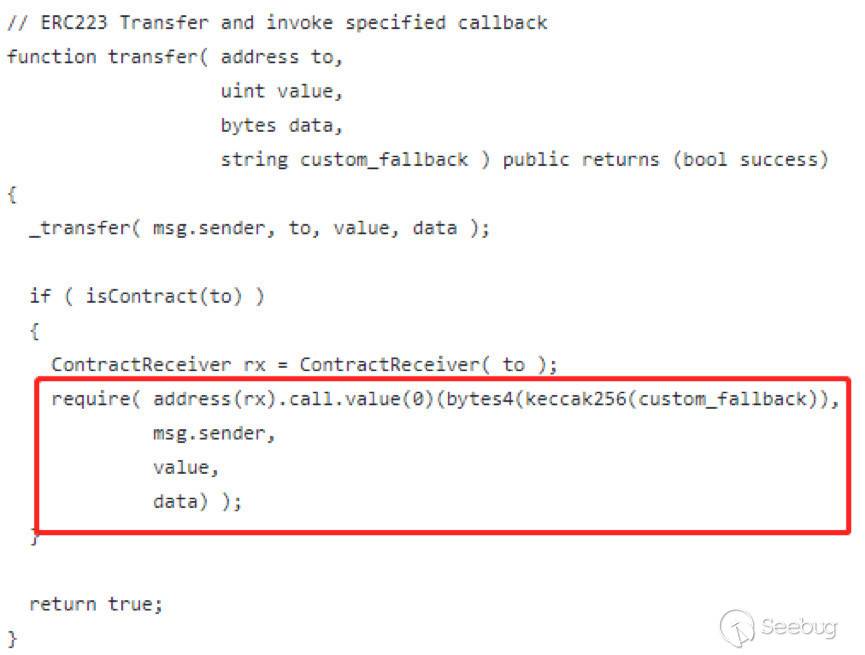 // ERC223 Transfer and invoke specified callback
function transfer( address to,
uint value,
bytes data,
string custom_fallback ) public returns (bool success)
{
_transfer( msg.sender, to, value, data );
if ( isContract(to) )
{
ContractReceiver rx = ContractReceiver( to );
require( address(rx).call.value(0)(bytes4(keccak256(custom_fallback)),
msg.sender,
value,
data) );
}
return true;
}
Seebug